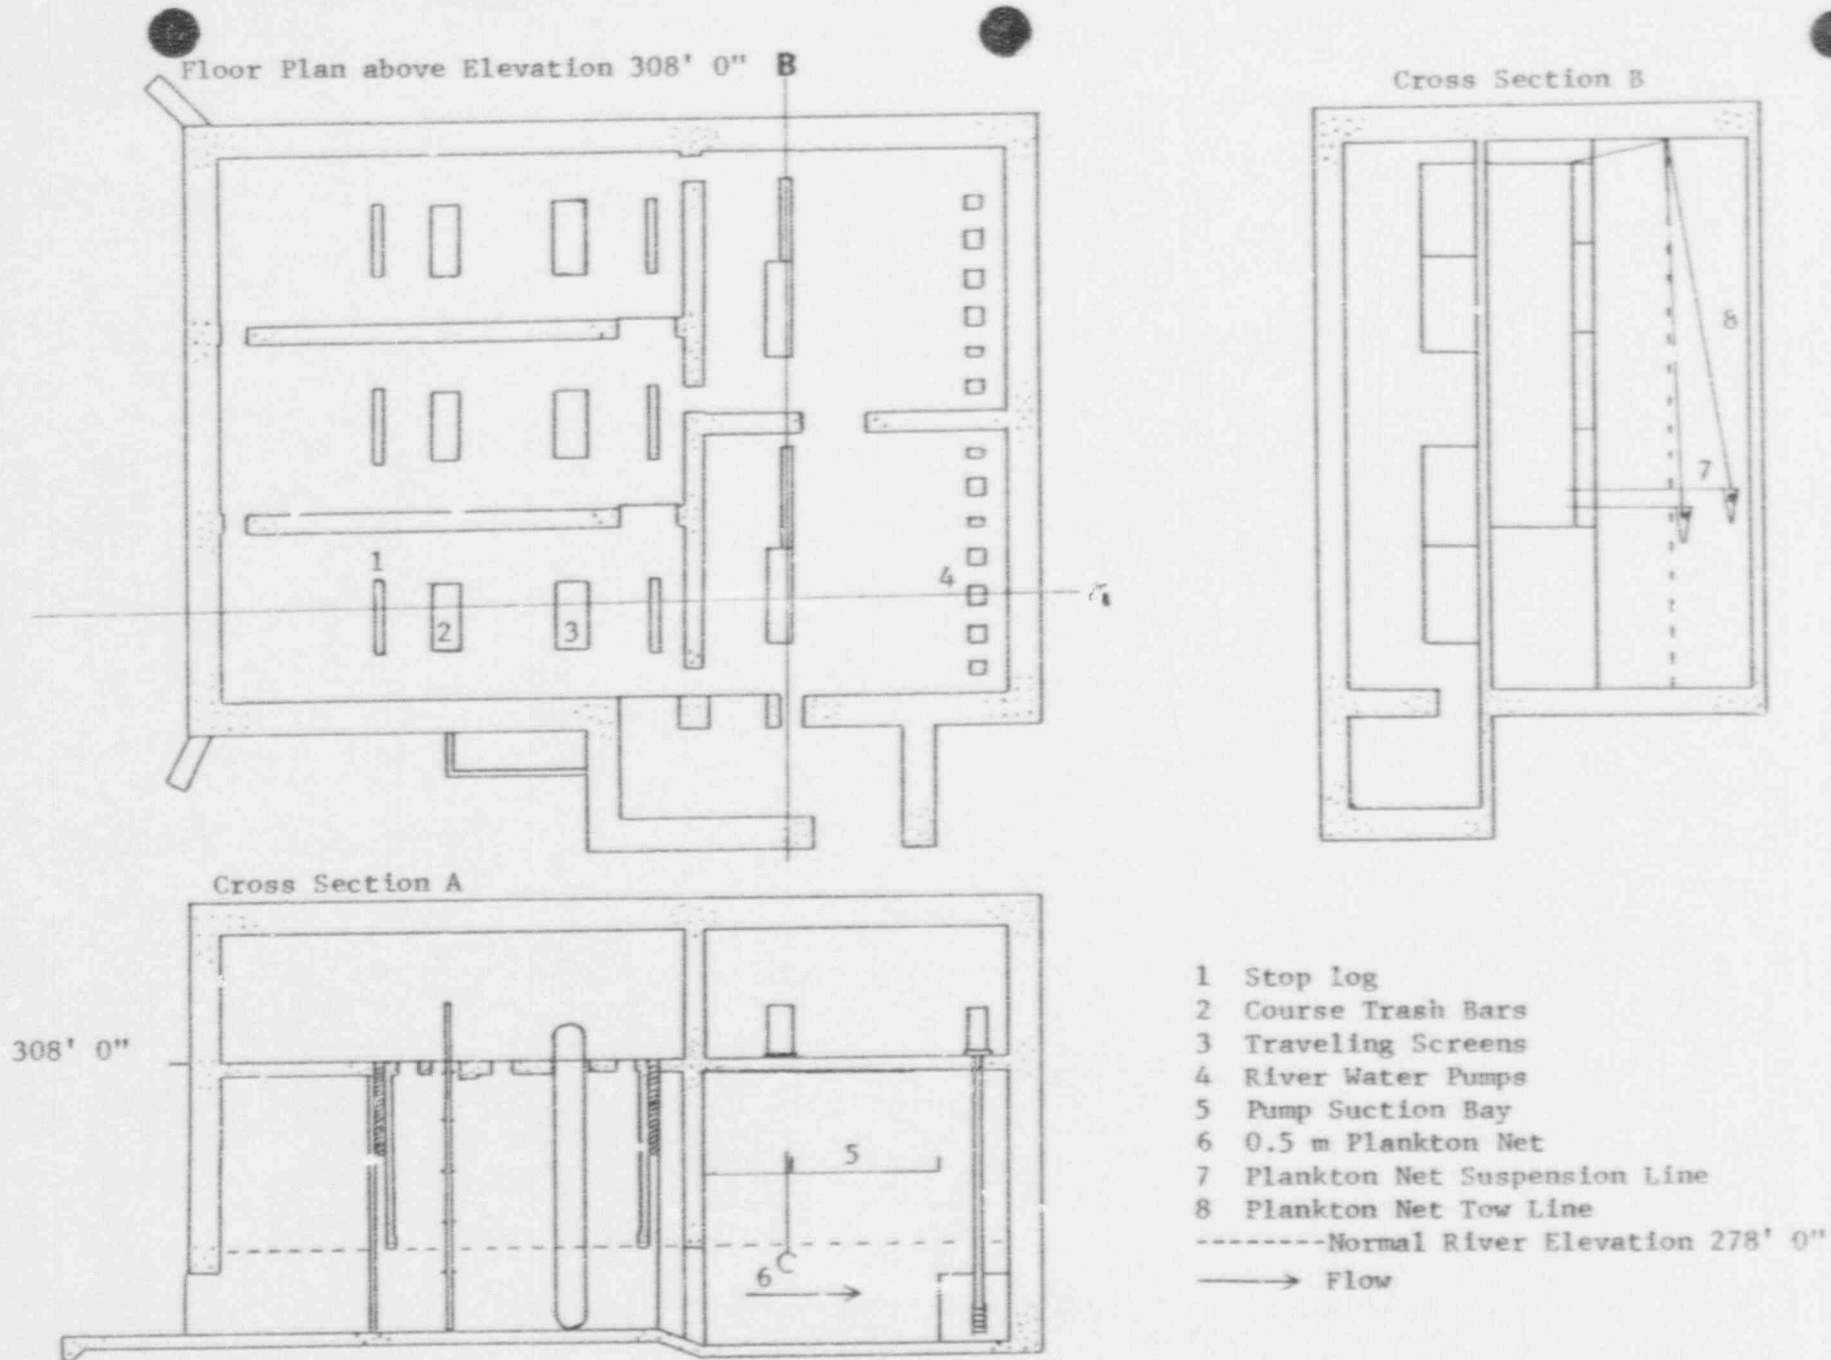 Floor Plan above Elevation 308' 0" B
Cross Section B
8
7
1
4
2
3
Cross Section A
308' 0"
5
6
1 Stop log
2 Course Trash Bars
3 Traveling Screens
4 River Water Pumps
5 Pump Suction Bay
6 0.5 m Plankton Net
7 Plankton Net Suspension Line
8 Plankton Net Tow Line
--------Normal River Elevation 278' 0"
Flow